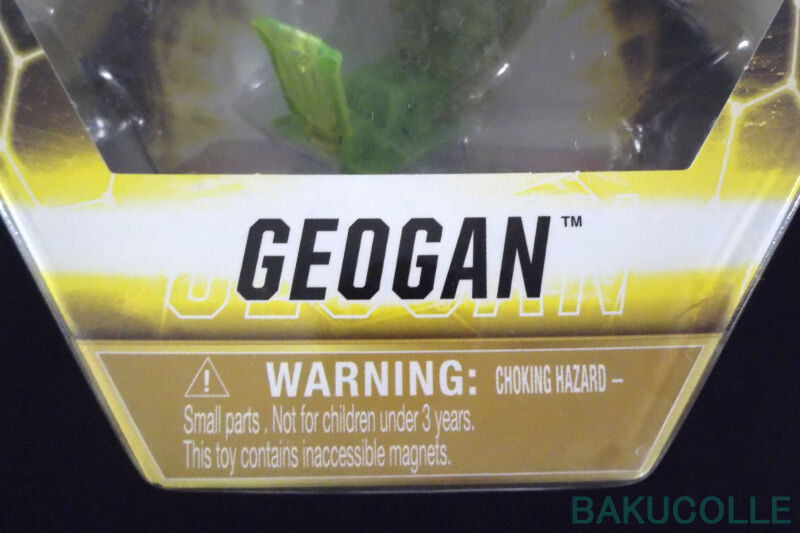 GEOGAN™
WARNING: CHOKING HAZARD –
Small parts . Not for children under 3 years.
This toy contains inaccessible magnets.
BAKUCOLLE